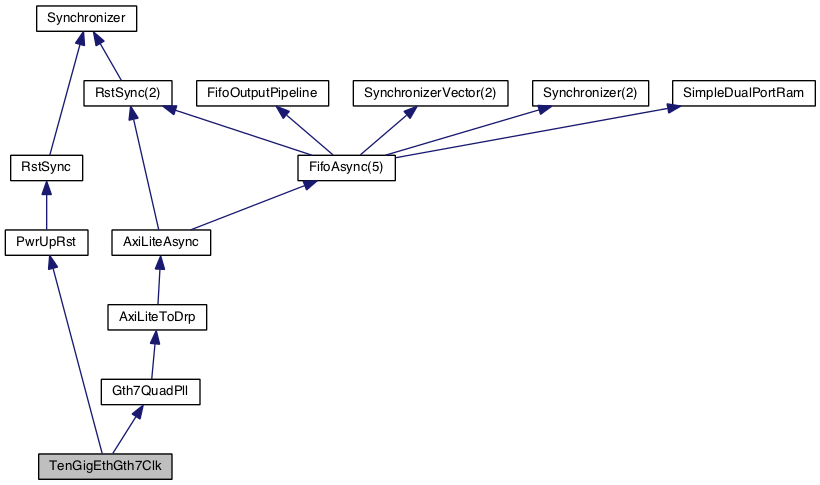 Synchronizer
RstSync(2)
FifoOutputPipeline
SynchronizerVector(2)
Synchronizer(2)
SimpleDualPortRam
RstSync
FifoAsync(5)
PwrUpRst
AxiLiteAsync
AxiLiteToDrp
Gth7QuadPll
TenGigEthGth7Clk